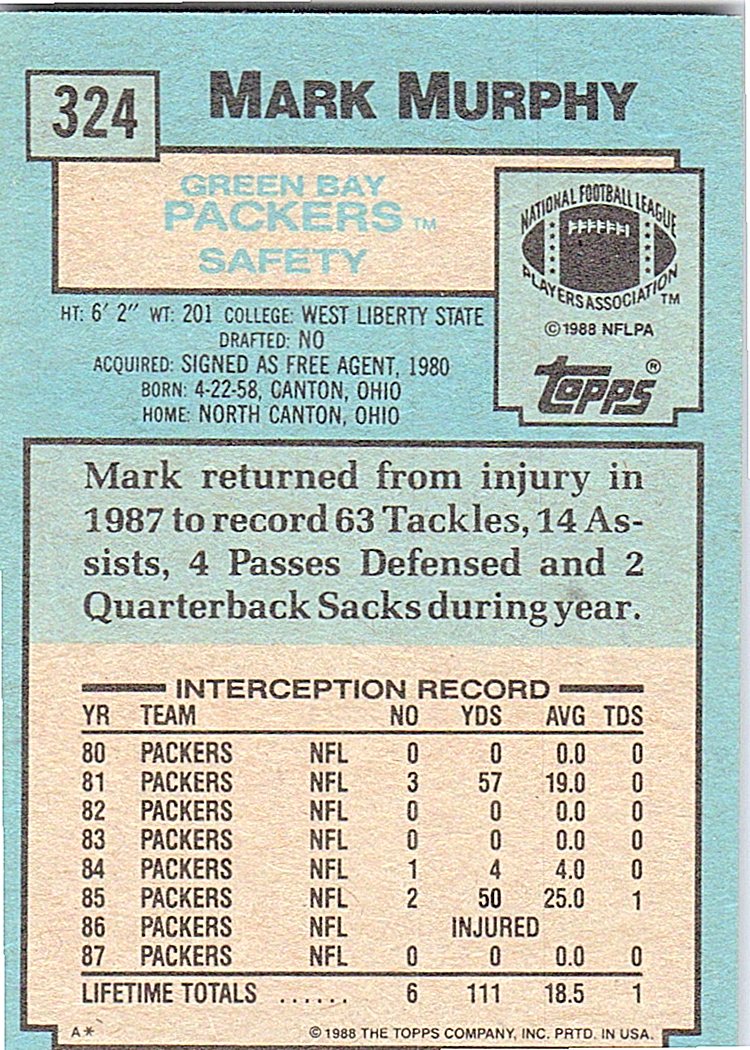 324
MARK MURPHY
GREEN BAY
PACKERS™
SAFETY
NATIONAL FOOTBALL LEAGUE
PLAYERS ASSOCIATION™
©1988 NFLPA
topps®
HT: 6' 2" WT: 201 COLLEGE: WEST LIBERTY STATE
DRAFTED: NO
ACQUIRED: SIGNED AS FREE AGENT, 1980
BORN: 4-22-58, CANTON, OHIO
HOME: NORTH CANTON, OHIO
Mark returned from injury in
1987 to record 63 Tackles, 14 As-
sists, 4 Passes Defensed and 2
Quarterback Sacks during year.
INTERCEPTION RECORD
YR TEAM NO YDS AVG TDS
80 PACKERS NFL 0 0 0.0 0
81 PACKERS NFL 3 57 19.0 0
82 PACKERS NFL 0 0 0.0 0
83 PACKERS NFL 0 0 0.0 0
84 PACKERS NFL 1 4 4.0 0
85 PACKERS NFL 2 50 25.0 1
86 PACKERS NFL INJURED
87 PACKERS NFL 0 0 0.0 0
LIFETIME TOTALS ...... 6 111 18.5 1
A* ©1988 THE TOPPS COMPANY, INC. PRTD. IN USA.